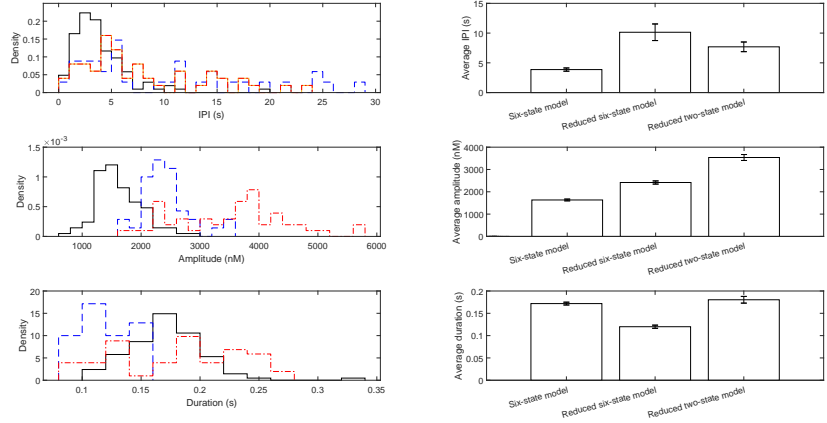 0.2
0.15
0.1
0.05
0
Density
0
5
10
15
20
25
30
IPI (s)
15
10
5
0
Average IPI (s)
Six-state model
Reduced six-state model
Reduced two-state model
×10-3
1.5
1
0.5
0
Density
1000
2000
3000
4000
5000
6000
Amplitude (nM)
4000
3000
2000
1000
0
Average amplitude (nM)
Six-state model
Reduced six-state model
Reduced two-state model
20
15
10
5
0
Density
0.1
0.15
0.2
0.25
0.3
0.35
Duration (s)
0.2
0.15
0.1
0.05
0
Average duration (s)
Six-state model
Reduced six-state model
Reduced two-state model